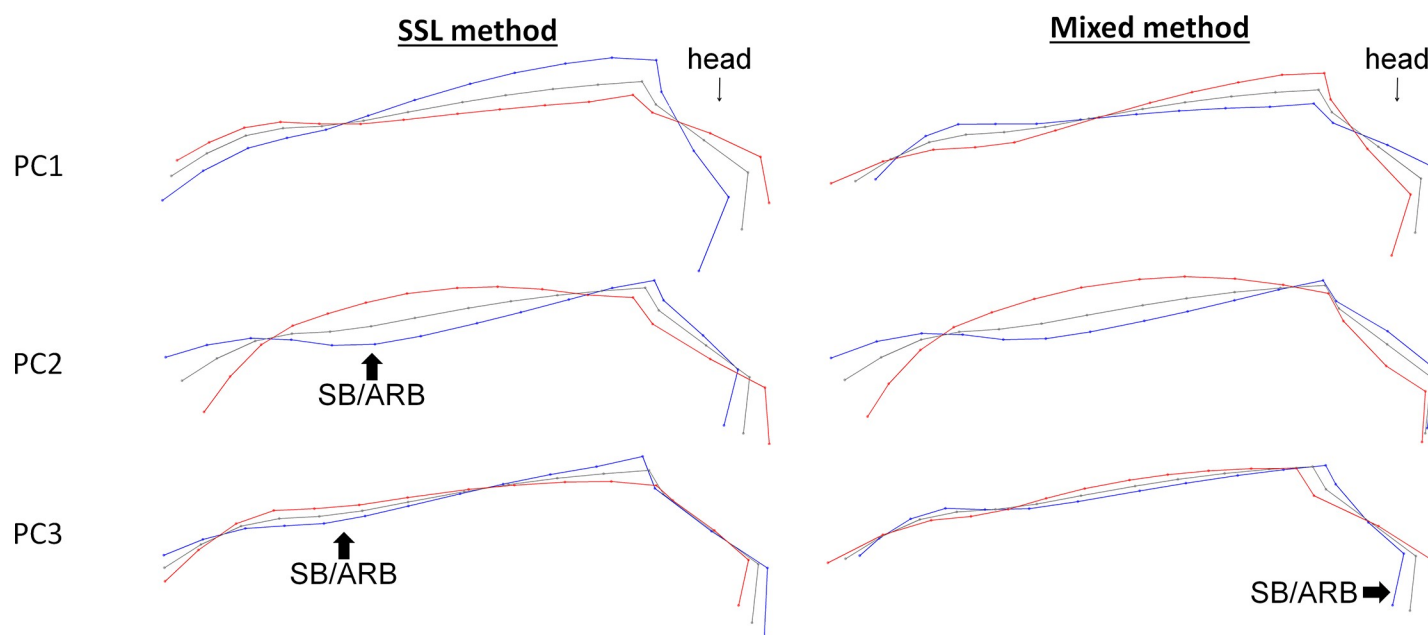 SSL method
Mixed method
head
head
PC1
PC2
SB/ARB
PC3
SB/ARB
SB/ARB